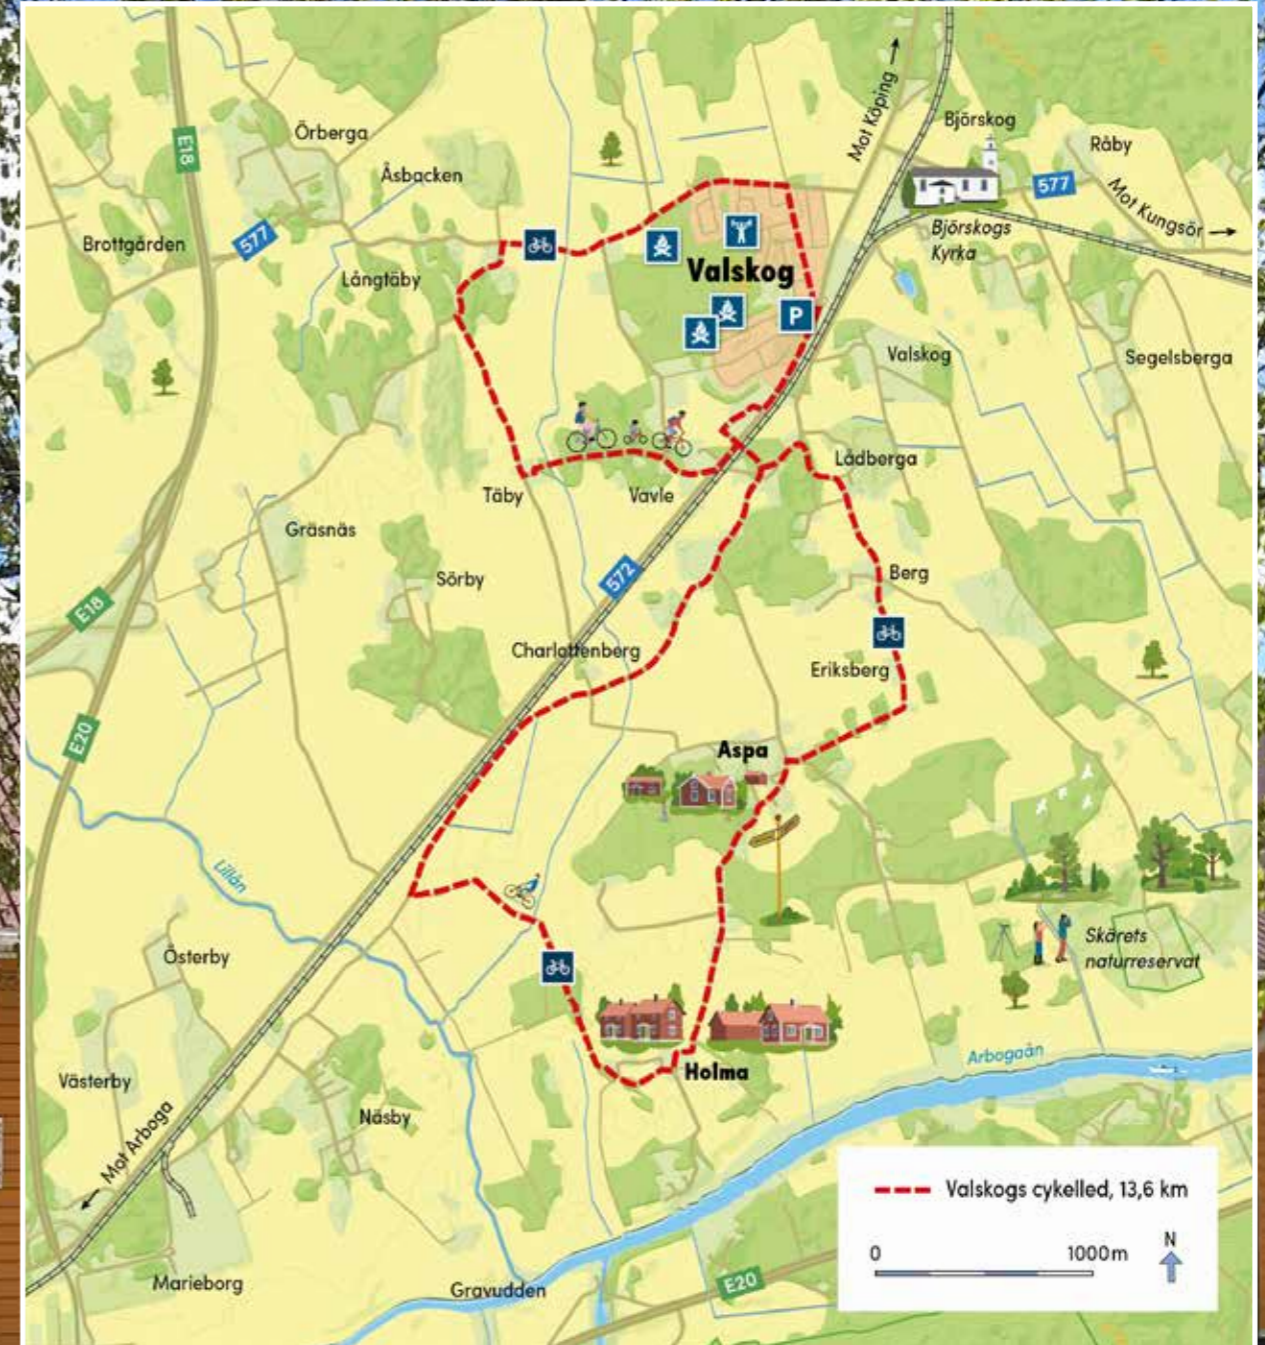 Mot Köping
Björskog
Örberga
Råby
E18
577
Åsbacken
Mot Kungsör
Brottgården
577
Björskogs
Kyrka
Valskog
Långtäby
P
Valskog
Segelsberga
Lådberga
Täby
Vavle
Gräsnäs
Sörby
572
Berg
E18
Charlottenberg
Eriksberg
E20
Aspa
Lillån
Skärets
naturreservat
Österby
Arbogaån
Västerby
Holma
Näsby
Mot Arboga
Valskogs cykelled, 13,6 km
N
0
1000 m
Marieborg
Gravudden
E20